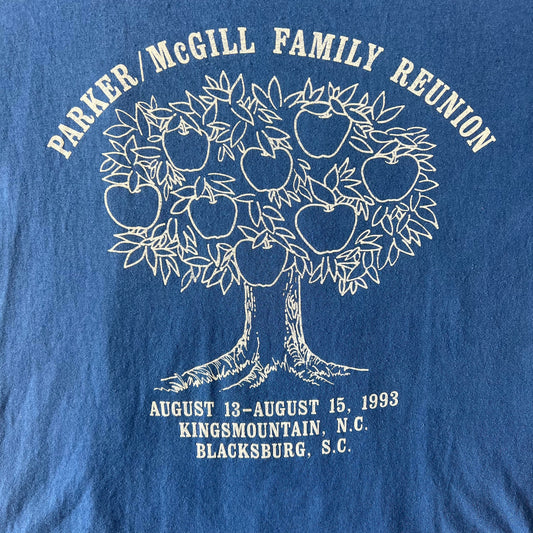 PARKER/McGILL FAMILY REUNION
AUGUST 13-AUGUST 15, 1993
KINGSMOUNTAIN, N.C.
BLACKSBURG, S.C.